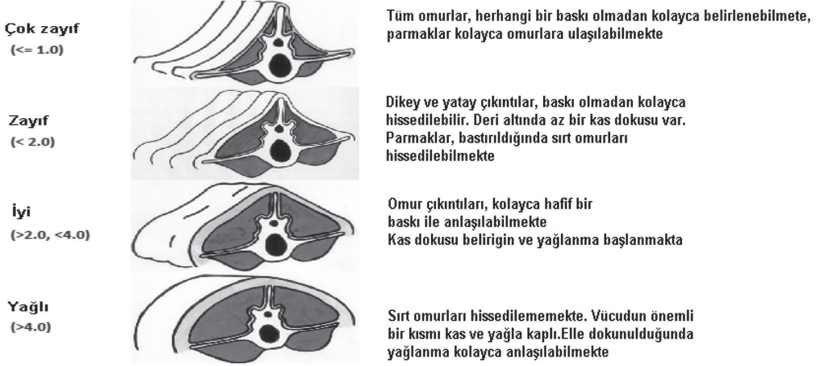 Çok zayıf
(<= 1.0)
Tüm omurlar, herhangi bir baskı olmadan kolayca belirlenebilmete,
parmaklar kolayca omurlara ulaşılabilmekte
Zayıf
(< 2.0)
Dikey ve yatay çıkıntılar, baskı olmadan kolayca
hissedilebilir. Deri altında az bir kas dokusu var.
Parmaklar, bastırıldığında sırt omurları
hissedilebilmekte
İyi
(>2.0, <4.0)
Omur çıkıntıları, kolayca hafif bir
baskı ile anlaşılabilmekte
Kas dokusu belirigin ve yağlanma başlanmakta
Yağlı
(>4.0)
Sırt omurları hissedilememekte. Vücudun önemli
bir kısmı kas ve yağla kaplı.Elle dokunulduğunda
yağlanma kolayca anlaşılabilmekte